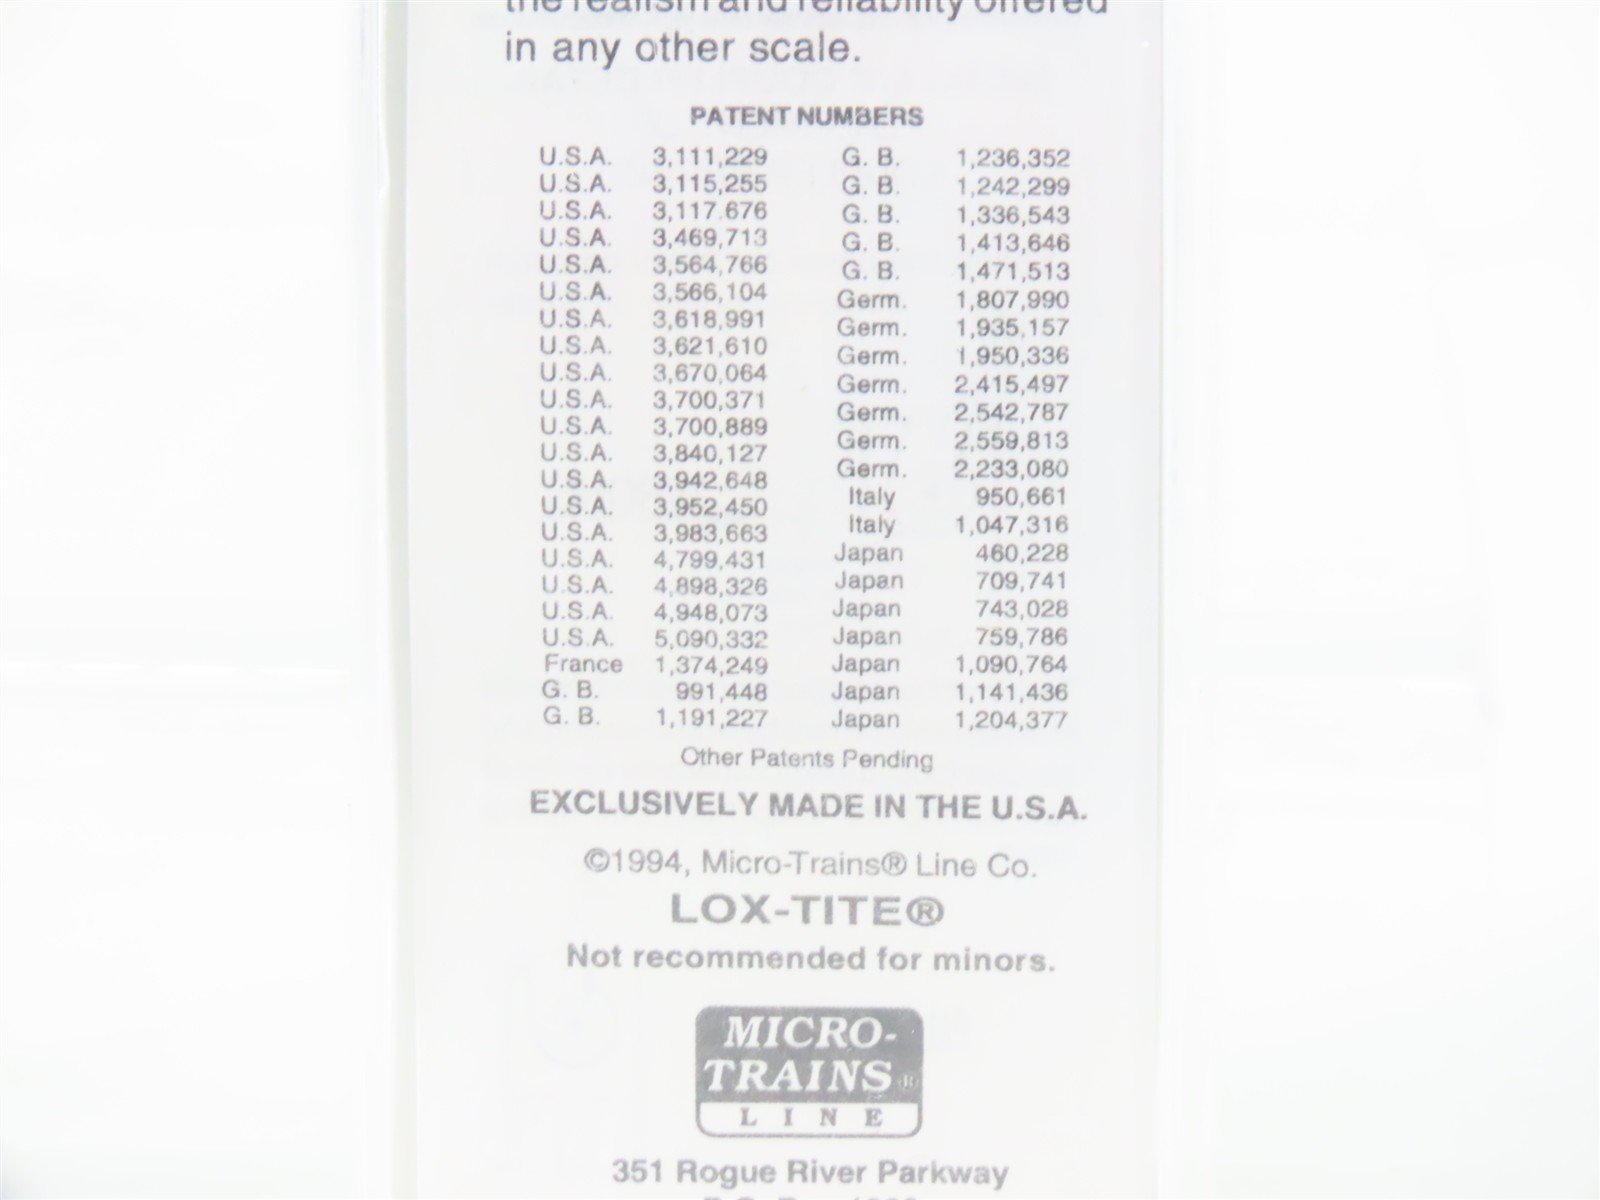 the realism and reliability offered
in any other scale.
PATENT NUMBERS
U.S.A. 3,111,229 G. B. 1,236,352
U.S.A. 3,115,255 G. B. 1,242,299
U.S.A. 3,117.676 G. B. 1,336,543
U.S.A. 3,469,713 G. B. 1,413,646
U.S.A. 3,564,766 G. B. 1,471,513
U.S.A. 3,566,104 Germ. 1,807,990
U.S.A. 3,618,991 Germ. 1,935,157
U.S.A. 3,621,610 Germ. 1,950,336
U.S.A. 3,670,064 Germ. 2,415,497
U.S.A. 3,700,371 Germ. 2,542,787
U.S.A. 3,700,889 Germ. 2,559,813
U.S.A. 3,840,127 Germ. 2,233,080
U.S.A. 3,942,648 Italy 950,661
U.S.A. 3,952,450 Italy 1,047,316
U.S.A. 3,983,663 Japan 460,228
U.S.A. 4,799,431 Japan 709,741
U.S.A. 4,898,326 Japan 743,028
U.S.A. 4,948,073 Japan 759,786
U.S.A. 5,090,332 Japan 1,090,764
France 1,374,249 Japan 1,141,436
G. B. 991,448 Japan 1,204,377
G. B. 1,191,227
Other Patents Pending
EXCLUSIVELY MADE IN THE U.S.A.
©1994, Micro-Trains® Line Co.
LOX-TITE®
Not recommended for minors.
MICRO-
TRAINS®
LINE
351 Rogue River Parkway